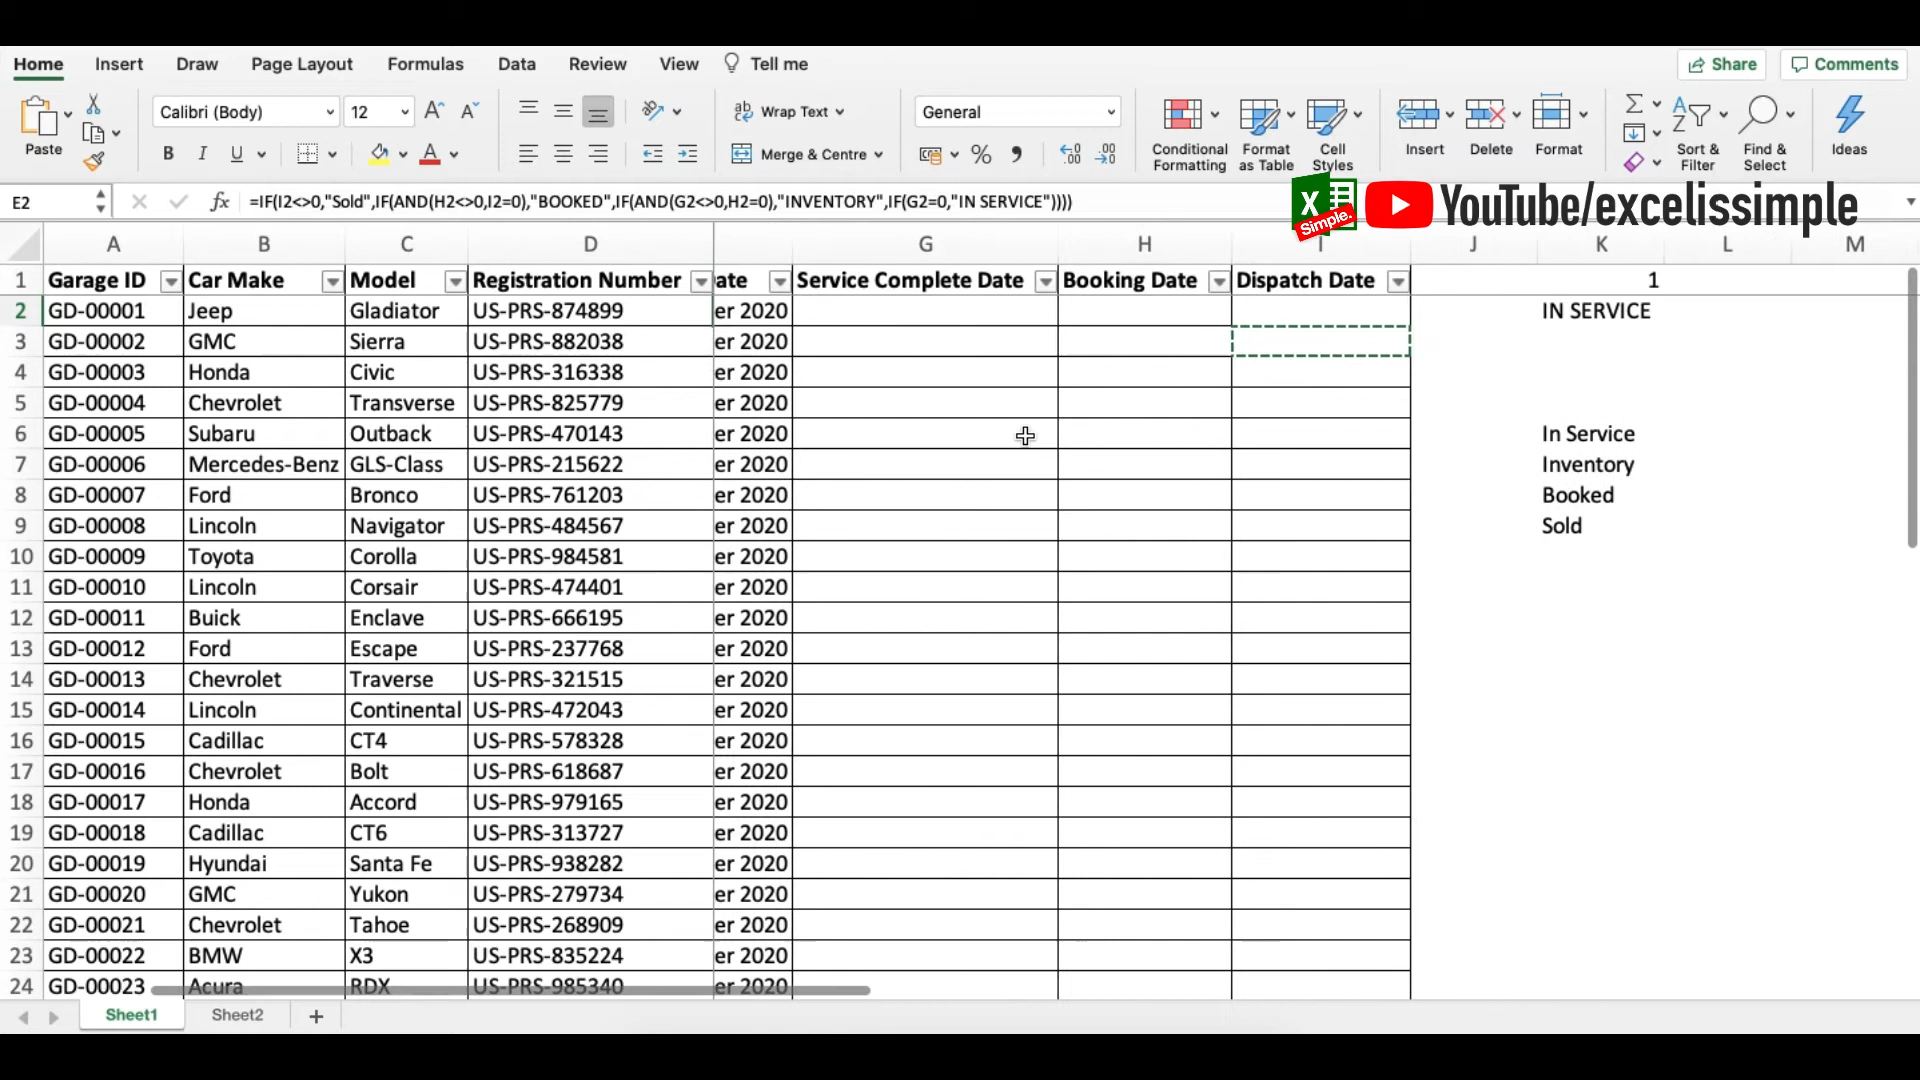 Home Insert Draw Page Layout Formulas Data Review View Tell me Share Comments
Paste Calibri (Body) 12 A A Wrap Text General Conditional Formatting Format as Table Cell Styles Insert Delete Format Sort & Filter Find & Select Ideas
B I U A Merge & Centre % 9 .00 .00
E2 fx =IF(I2<>0,"Sold",IF(AND(H2<>0,I2=0),"BOOKED",IF(AND(G2<>0,H2=0),"INVENTORY",IF(G2=0,"IN SERVICE")))) X Simple. YouTube/excelissimple
A B C D G H I J K L M
1 Garage ID Car Make Model Registration Number ate Service Complete Date Booking Date Dispatch Date 1
2 GD-00001 Jeep Gladiator US-PRS-874899 er 2020 IN SERVICE
3 GD-00002 GMC Sierra US-PRS-882038 er 2020
4 GD-00003 Honda Civic US-PRS-316338 er 2020
5 GD-00004 Chevrolet Transverse US-PRS-825779 er 2020
6 GD-00005 Subaru Outback US-PRS-470143 er 2020 In Service
7 GD-00006 Mercedes-Benz GLS-Class US-PRS-215622 er 2020 Inventory
8 GD-00007 Ford Bronco US-PRS-761203 er 2020 Booked
9 GD-00008 Lincoln Navigator US-PRS-484567 er 2020 Sold
10 GD-00009 Toyota Corolla US-PRS-984581 er 2020
11 GD-00010 Lincoln Corsair US-PRS-474401 er 2020
12 GD-00011 Buick Enclave US-PRS-666195 er 2020
13 GD-00012 Ford Escape US-PRS-237768 er 2020
14 GD-00013 Chevrolet Traverse US-PRS-321515 er 2020
15 GD-00014 Lincoln Continental US-PRS-472043 er 2020
16 GD-00015 Cadillac CT4 US-PRS-578328 er 2020
17 GD-00016 Chevrolet Bolt US-PRS-618687 er 2020
18 GD-00017 Honda Accord US-PRS-979165 er 2020
19 GD-00018 Cadillac CT6 US-PRS-313727 er 2020
20 GD-00019 Hyundai Santa Fe US-PRS-938282 er 2020
21 GD-00020 GMC Yukon US-PRS-279734 er 2020
22 GD-00021 Chevrolet Tahoe US-PRS-268909 er 2020
23 GD-00022 BMW X3 US-PRS-835224 er 2020
24 GD-00023 Acura RDX US-PRS-985340 er 2020
Sheet1 Sheet2 +